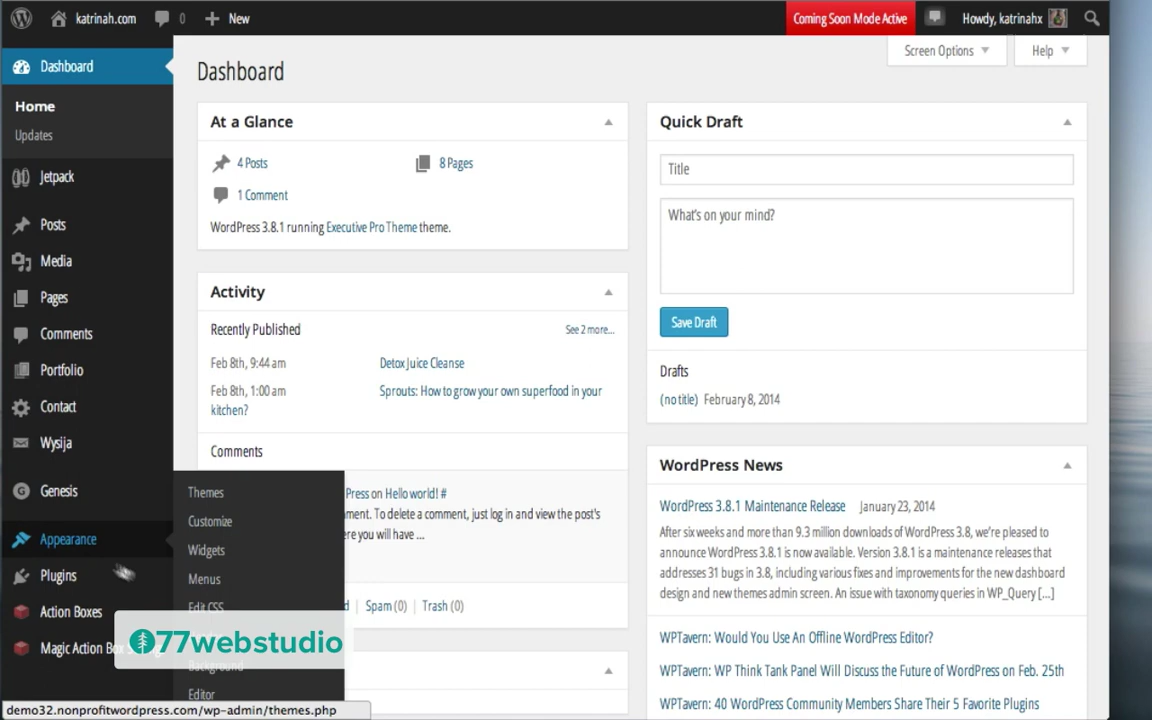 katrinah.com
0
New
Coming Soon Mode Active
Howdy, katrinahx
Dashboard
Home
Updates
Jetpack
Posts
Media
Pages
Comments
Portfolio
Contact
Wysija
Genesis
Appearance
Plugins
Action Boxes
Magic Action Bo
Themes
Customize
Widgets
Menus
Edit CSS
Background
Editor
77webstudio
demo32.nonprofitwordpress.com/wp-admin/themes.php
Screen Options
Help
Dashboard
At a Glance
4 Posts
8 Pages
1 Comment
WordPress 3.8.1 running Executive Pro Theme theme.
Activity
Recently Published
See 2 more...
Feb 8th, 9:44 am
Detox Juice Cleanse
Feb 8th, 1:00 am
Sprouts: How to grow your own superfood in your
kitchen?
Comments
Press on Hello world! #
ment. To delete a comment, just log in and view the post's
ere you will have ...
Spam (0)
Trash (0)
Quick Draft
Title
What's on your mind?
Save Draft
Drafts
(no title) February 8, 2014
WordPress News
WordPress 3.8.1 Maintenance Release January 23, 2014
After six weeks and more than 9.3 million downloads of WordPress 3.8, we're pleased to
announce WordPress 3.8.1 is now available. Version 3.8.1 is a maintenance releases that
addresses 31 bugs in 3.8, including various fixes and improvements for the new dashboard
design and new themes admin screen. An issue with taxonomy queries in WP_Query [...]
WPTavern: Would You Use An Offline WordPress Editor?
WPTavern: WP Think Tank Panel Will Discuss the Future of WordPress on Feb. 25th
WPTavern: 40 WordPress Community Members Share Their 5 Favorite Plugins